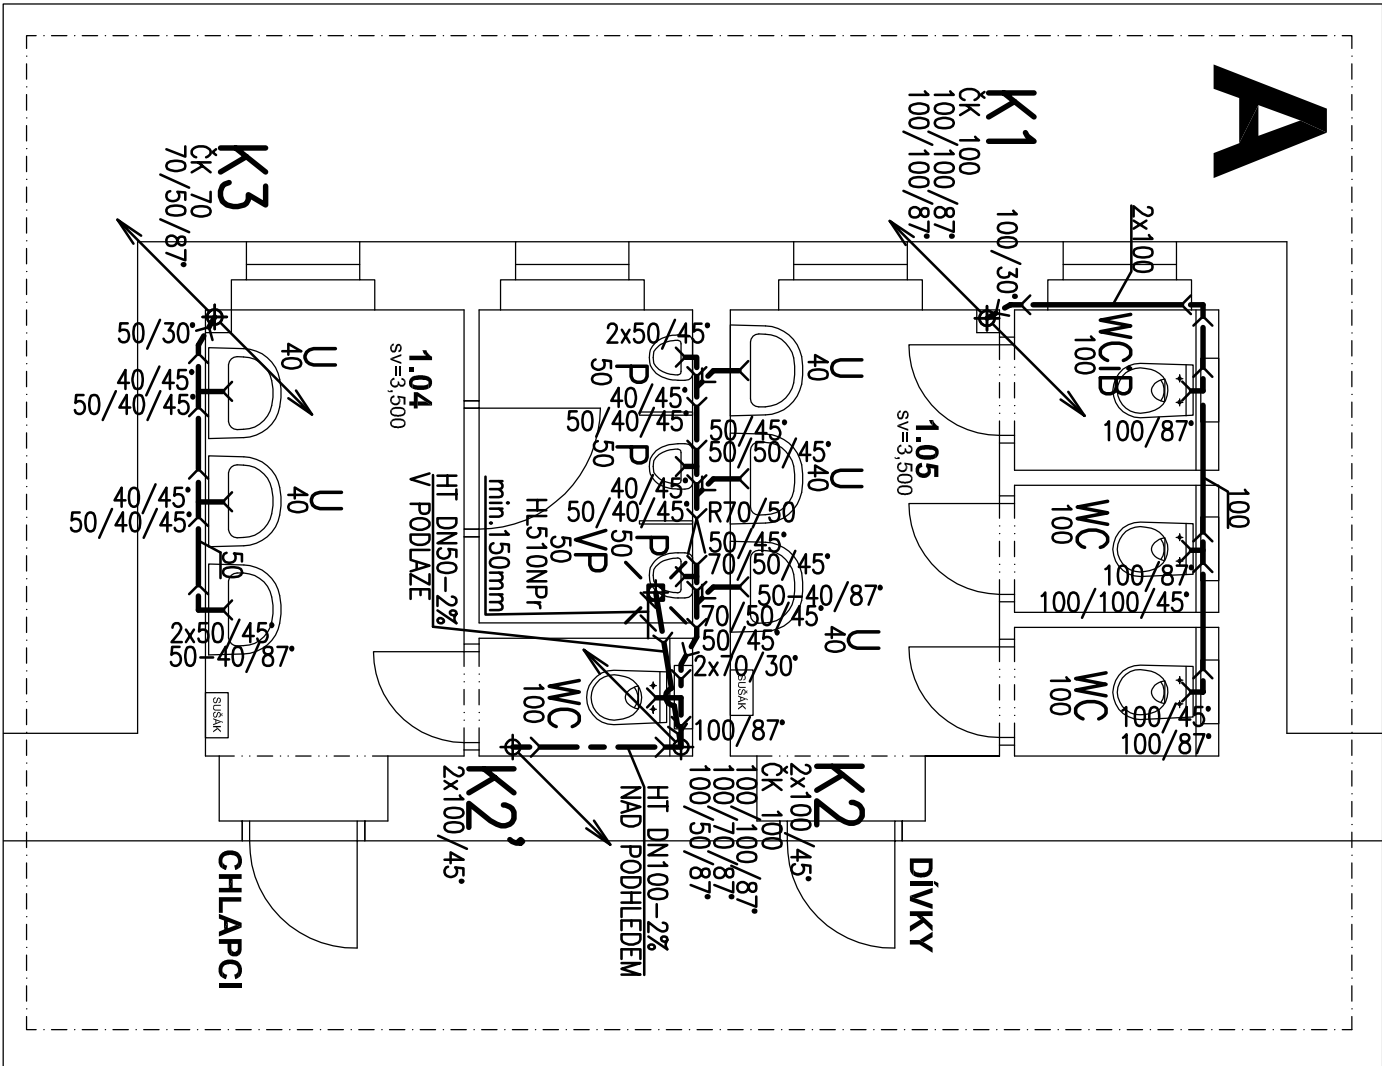 A
K1
ČK 100
100/100/87°
100/100/87°
100/30°
2x100
WCIB
100
100/87°
100
WC
100
100/87°
100/100/45°
WC
100
100/45°
100/87°
K3
ČK 70
70/50/87°
50/30°
40/45°
50/40/45°
40/45°
50/40/45°
50
2x50/45°
50-40/87°
U
40
U
40
1.04
sv=3,500
SUŠÁK
2x50/45°
P
50
40/45°
50/40/45°
P
50
40/45°
50/40/45°
P
50
VP
50
HL510NPr
min.150mm
HT DN50-2%
V PODLAZE
50/45°
50/50/45°
R70/50
50/45°
70/50/45°
50-40/87°
70/50/45°
50/45°
2x70/30°
100/87°
U
40
U
40
U
40
1.05
sv=3,500
SUŠÁK
WC
100
K2'
2x100/45°
HT DN100-2%
NAD PODHLEDEM
K2
2x100/45°
ČK 100
100/100/87°
100/70/87°
100/50/87°
CHLAPCI
DÍVKY